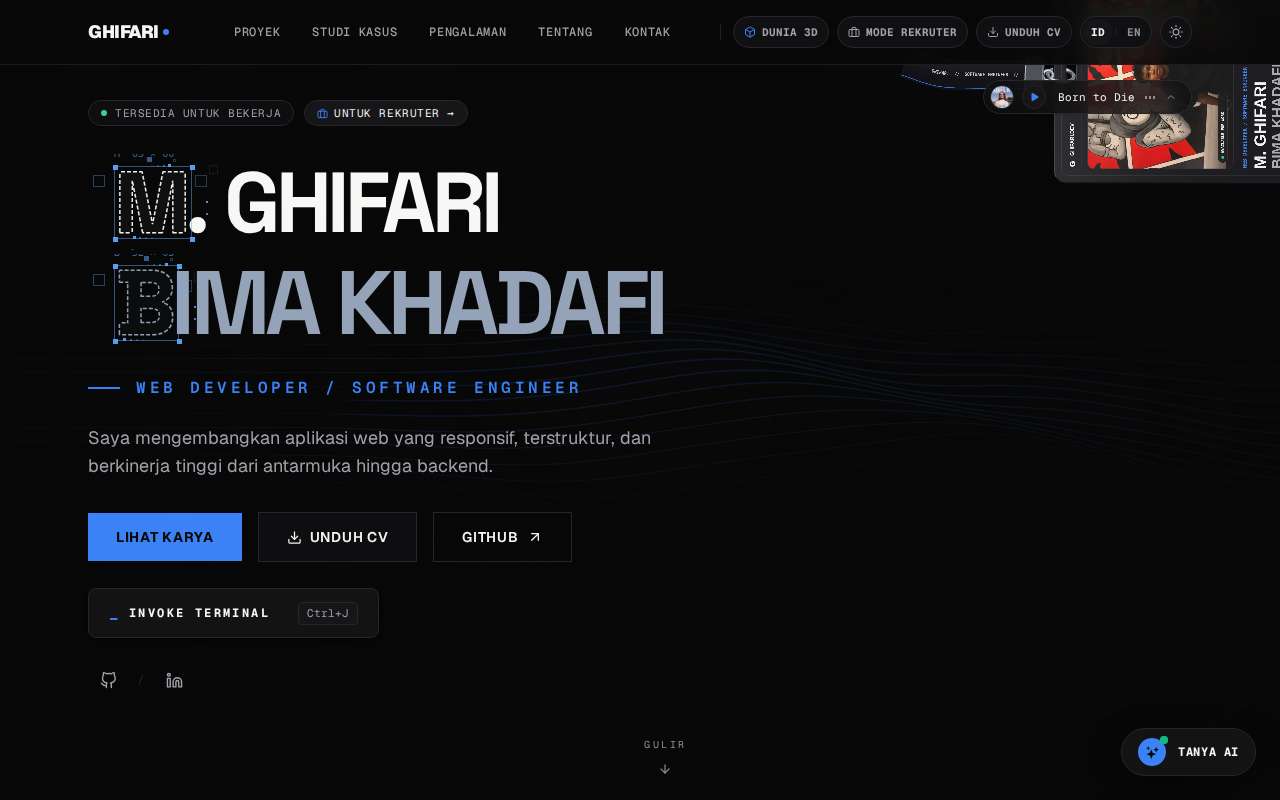 GHIFARI
PROYEK
STUDI KASUS
PENGALAMAN
TENTANG
KONTAK
DUNIA 3D
MODE REKRUTER
UNDUH CV
ID
EN
Born to Die
M. GHIFARI
BIMA KHADAFI
TERSEDIA UNTUK BEKERJA
UNTUK REKRUTER →
M. GHIFARI
BIMA KHADAFI
WEB DEVELOPER / SOFTWARE ENGINEER
Saya mengembangkan aplikasi web yang responsif, terstruktur, dan
berkinerja tinggi dari antarmuka hingga backend.
LIHAT KARYA
UNDUH CV
GITHUB
_ INVOKE TERMINAL
Ctrl+J
/
GULIR
TANYA AI